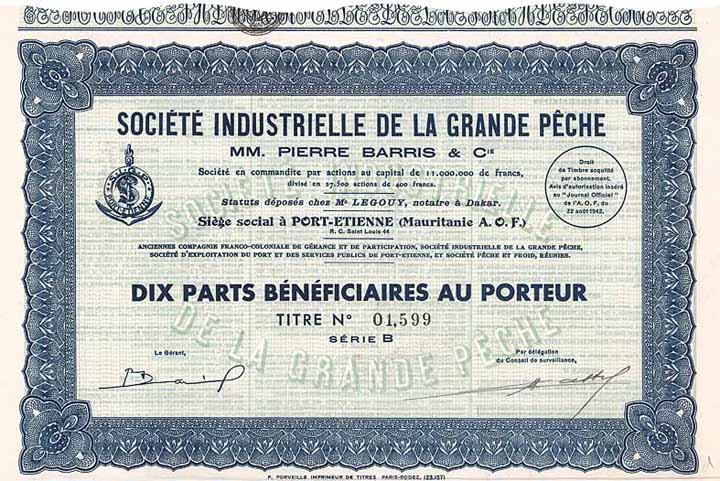 SOCIÉTÉ INDUSTRIELLE DE LA GRANDE PÊCHE
MM. PIERRE BARRIS & Cie
Société en commandite par actions au capital de 11.000.000 de francs,
divisé en 27.500 actions de 400 francs.
Statuts déposés chez Me LEGOUY, notaire à Dakar.
Siège social à PORT-ETIENNE (Mauritanie A. O. F.)
R. C. Saint Louis 44
Droit
de Timbre acquitté
par abonnement.
Avis d'autorisation inséré
au "Journal Officiel"
de l'A. O. F. du
22 août 1942.
ANCIENNES COMPAGNIE FRANCO-COLONIALE DE GÉRANCE ET DE PARTICIPATION, SOCIÉTÉ INDUSTRIELLE DE LA GRANDE PÊCHE,
SOCIÉTÉ D'EXPLOITATION DU PORT ET DES SERVICES PUBLICS DE PORT-ETIENNE, ET SOCIÉTÉ PÊCHE ET FROID, RÉUNIES.
SOCIÉTÉ INDUSTRIELLE
DIX PARTS BÉNÉFICIAIRES AU PORTEUR
TITRE No 01,599
SÉRIE B
DE LA GRANDE PÊCHE
Le Gérant,
Par délégation
du Conseil de surveillance,
P. FORVEILLE IMPRIMEUR DE TITRES PARIS-RODEZ. (23.157)